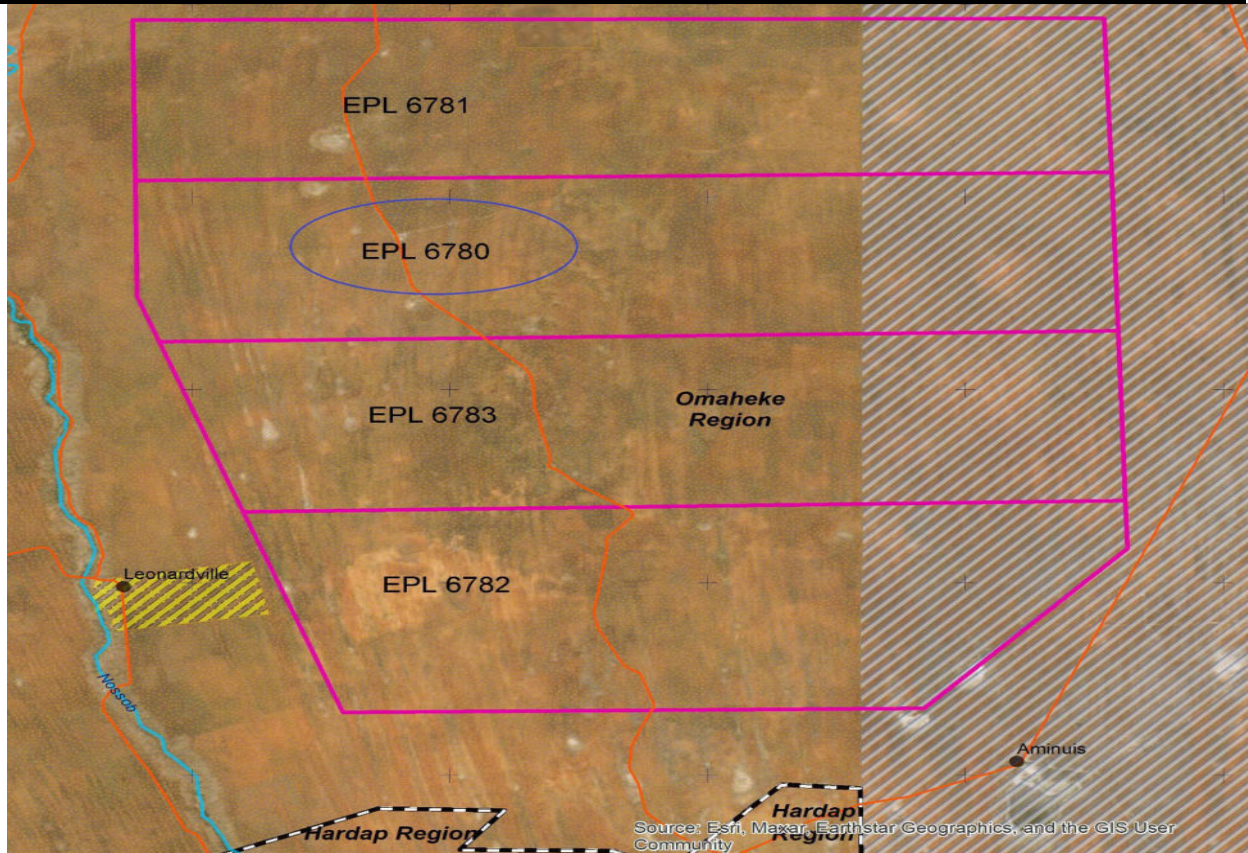 EPL 6781
EPL 6780
EPL 6783
Omaheke
Region
EPL 6782
Leonardville
Nossob
Aminuis
Hardap Region
Hardap
Region
Source: Esri, Maxar, Earthstar Geographics, and the GIS User
Community